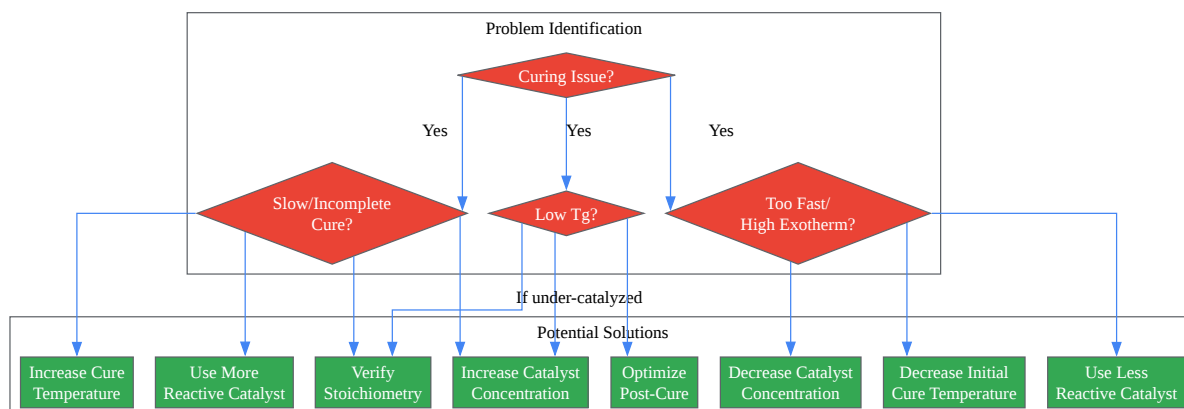 Problem Identification
Curing Issue?
Yes
Yes
Yes
Slow/Incomplete
Cure?
Low Tg?
Too Fast/
High Exotherm?
If under-catalyzed
Potential Solutions
Increase Cure
Temperature
Use More
Reactive Catalyst
Verify
Stoichiometry
Increase Catalyst
Concentration
Optimize
Post-Cure
Decrease Catalyst
Concentration
Decrease Initial
Cure Temperature
Use Less
Reactive Catalyst